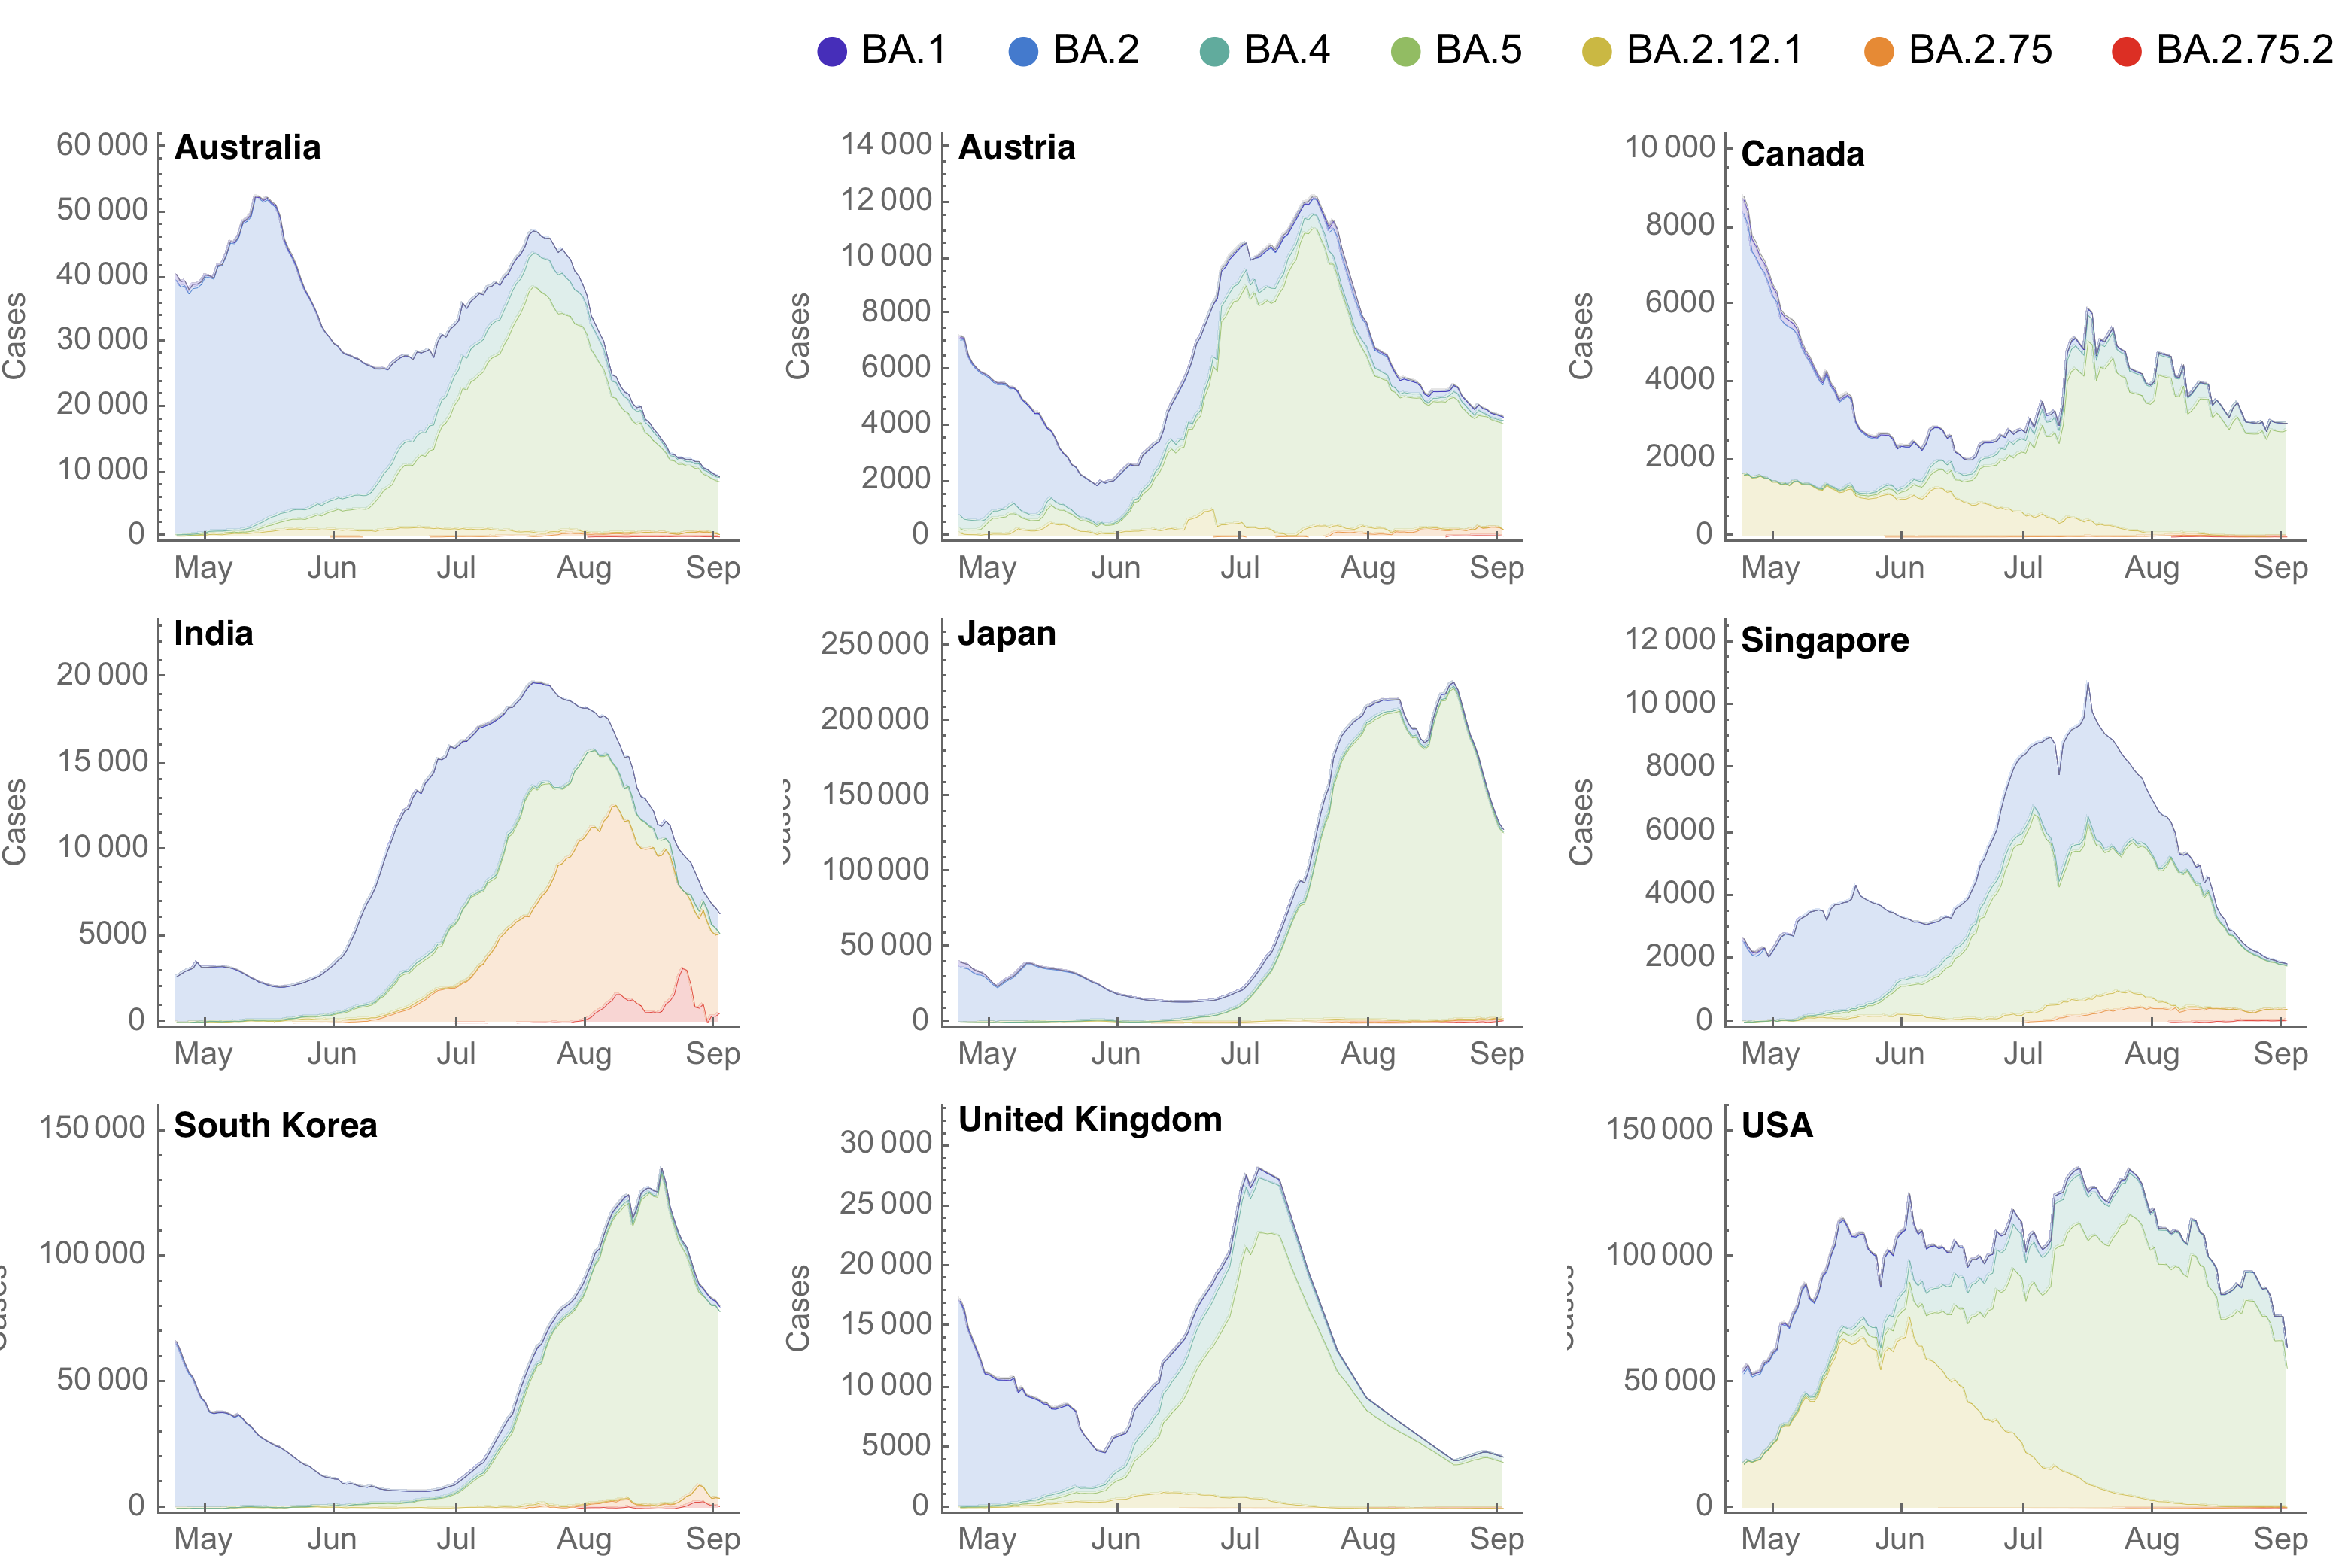 BA.1 BA.2 BA.4 BA.5 BA.2.12.1 BA.2.75 BA.2.75.2
Australia
Cases
60 000
50 000
40 000
30 000
20 000
10 000
0
May Jun Jul Aug Sep
Austria
Cases
14 000
12 000
10 000
8000
6000
4000
2000
0
May Jun Jul Aug Sep
Canada
Cases
10 000
8000
6000
4000
2000
0
May Jun Jul Aug Sep
India
Cases
20 000
15 000
10 000
5000
0
May Jun Jul Aug Sep
Japan
Cases
250 000
200 000
150 000
100 000
50 000
0
May Jun Jul Aug Sep
Singapore
Cases
12 000
10 000
8000
6000
4000
2000
0
May Jun Jul Aug Sep
South Korea
Cases
150 000
100 000
50 000
0
May Jun Jul Aug Sep
United Kingdom
Cases
30 000
25 000
20 000
15 000
10 000
5000
0
May Jun Jul Aug Sep
USA
Cases
150 000
100 000
50 000
0
May Jun Jul Aug Sep